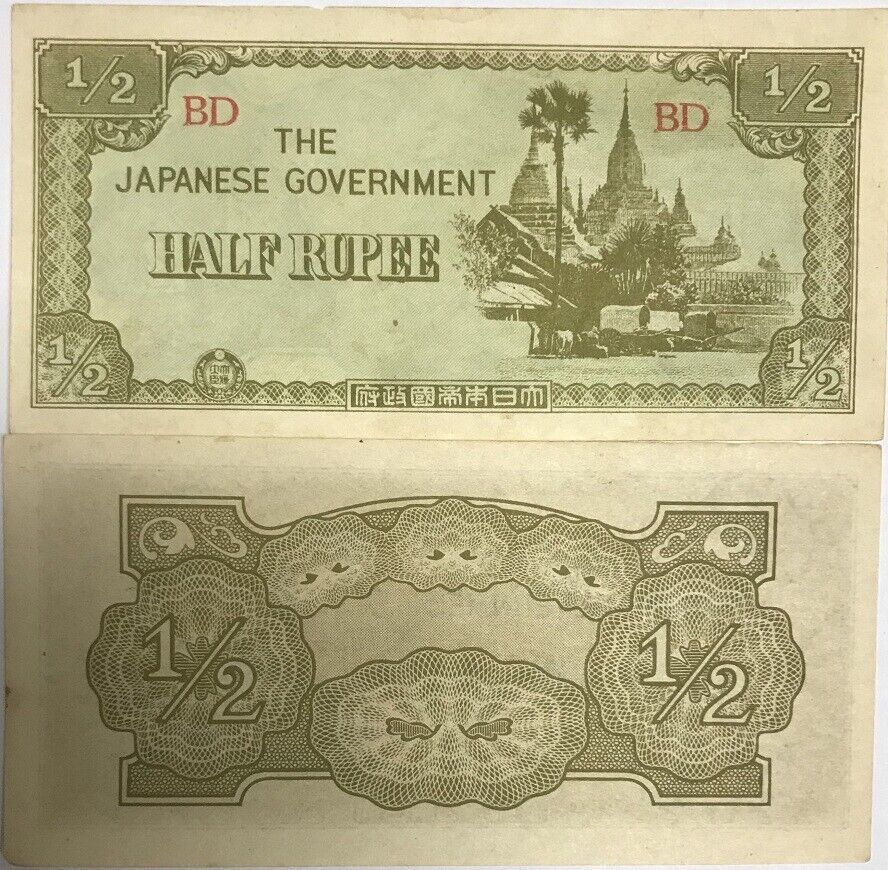 1/2
1/2
BD
BD
THE
JAPANESE GOVERNMENT
HALF RUPEE
1/2
1/2
大日本帝國政府
1/2
1/2